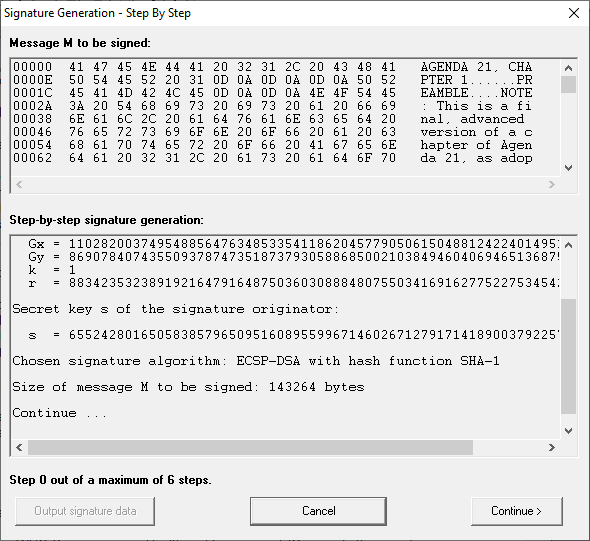 Signature Generation - Step By Step
Message M to be signed:
00000 41 47 45 4E 44 41 20 32 31 2C 20 43 48 41 AGENDA 21, CHA
0000E 50 54 45 52 20 31 0D 0A 0D 0A 0D 0A 50 52 PTER 1......PR
0001C 45 41 4D 42 4C 45 0D 0A 0D 0A 4E 4F 54 45 EAMBLE....NOTE
0002A 3A 20 54 68 69 73 20 69 73 20 61 20 66 69 : This is a fi
00038 6E 61 6C 2C 20 61 64 76 61 6E 63 65 64 20 nal, advanced
00046 76 65 72 73 69 6F 6E 20 6F 66 20 61 20 63 version of a c
00054 68 61 70 74 65 72 20 6F 66 20 41 67 65 6E hapter of Agen
00062 64 61 20 32 31 2C 20 61 73 20 61 64 6F 70 da 21, as adop
Step-by-step signature generation:
Gx = 11028200374954885647634853354118620457790506150488124224014951
Gy = 86907840743550937874735187379305886850021038494604069465136875
k = 1
r = 88342353238919216479164875036030888480755034169162775227534542
Secret key s of the signature originator:
s = 65524280165058385796509516089559967146026712791714189003792257
Chosen signature algorithm: ECSP-DSA with hash function SHA-1
Size of message M to be signed: 143264 bytes
Continue ...
Step 0 out of a maximum of 6 steps.
Output signature data
Cancel
Continue >